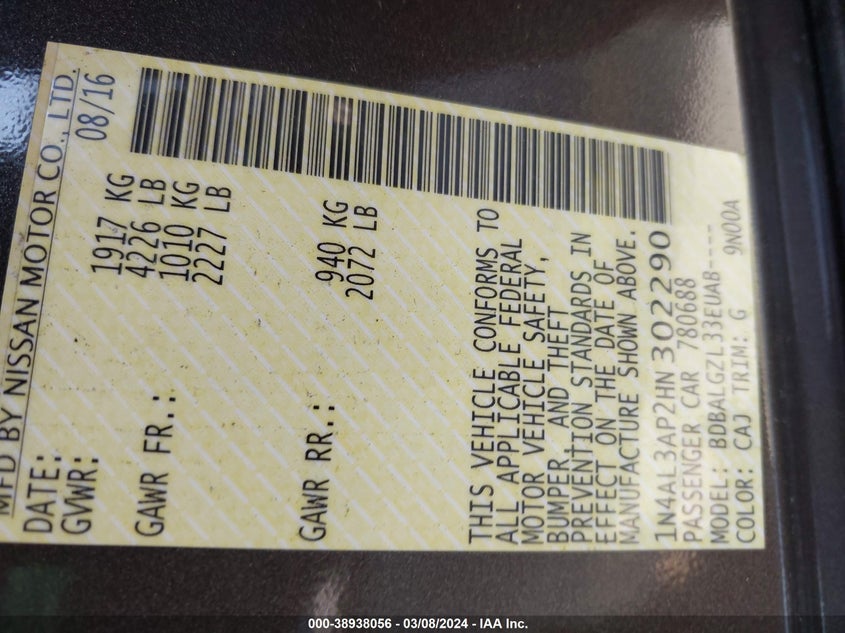 MFD BY NISSAN MOTOR CO., LTD.
DATE: 08/16
GVWR: 1917 KG
4226 LB
GAWR FR.: 1010 KG
2227 LB
GAWR RR.: 940 KG
2072 LB
THIS VEHICLE CONFORMS TO
ALL APPLICABLE FEDERAL
MOTOR VEHICLE SAFETY,
BUMPER, AND THEFT
PREVENTION STANDARDS IN
EFFECT ON THE DATE OF
MANUFACTURE SHOWN ABOVE.
1N4AL3AP2HN302290
PASSENGER CAR 780688
MODEL: BDBALGZL33EUAB----
COLOR: CAJ TRIM: G 9N00A
000-38938056 - 03/08/2024 - IAA Inc.